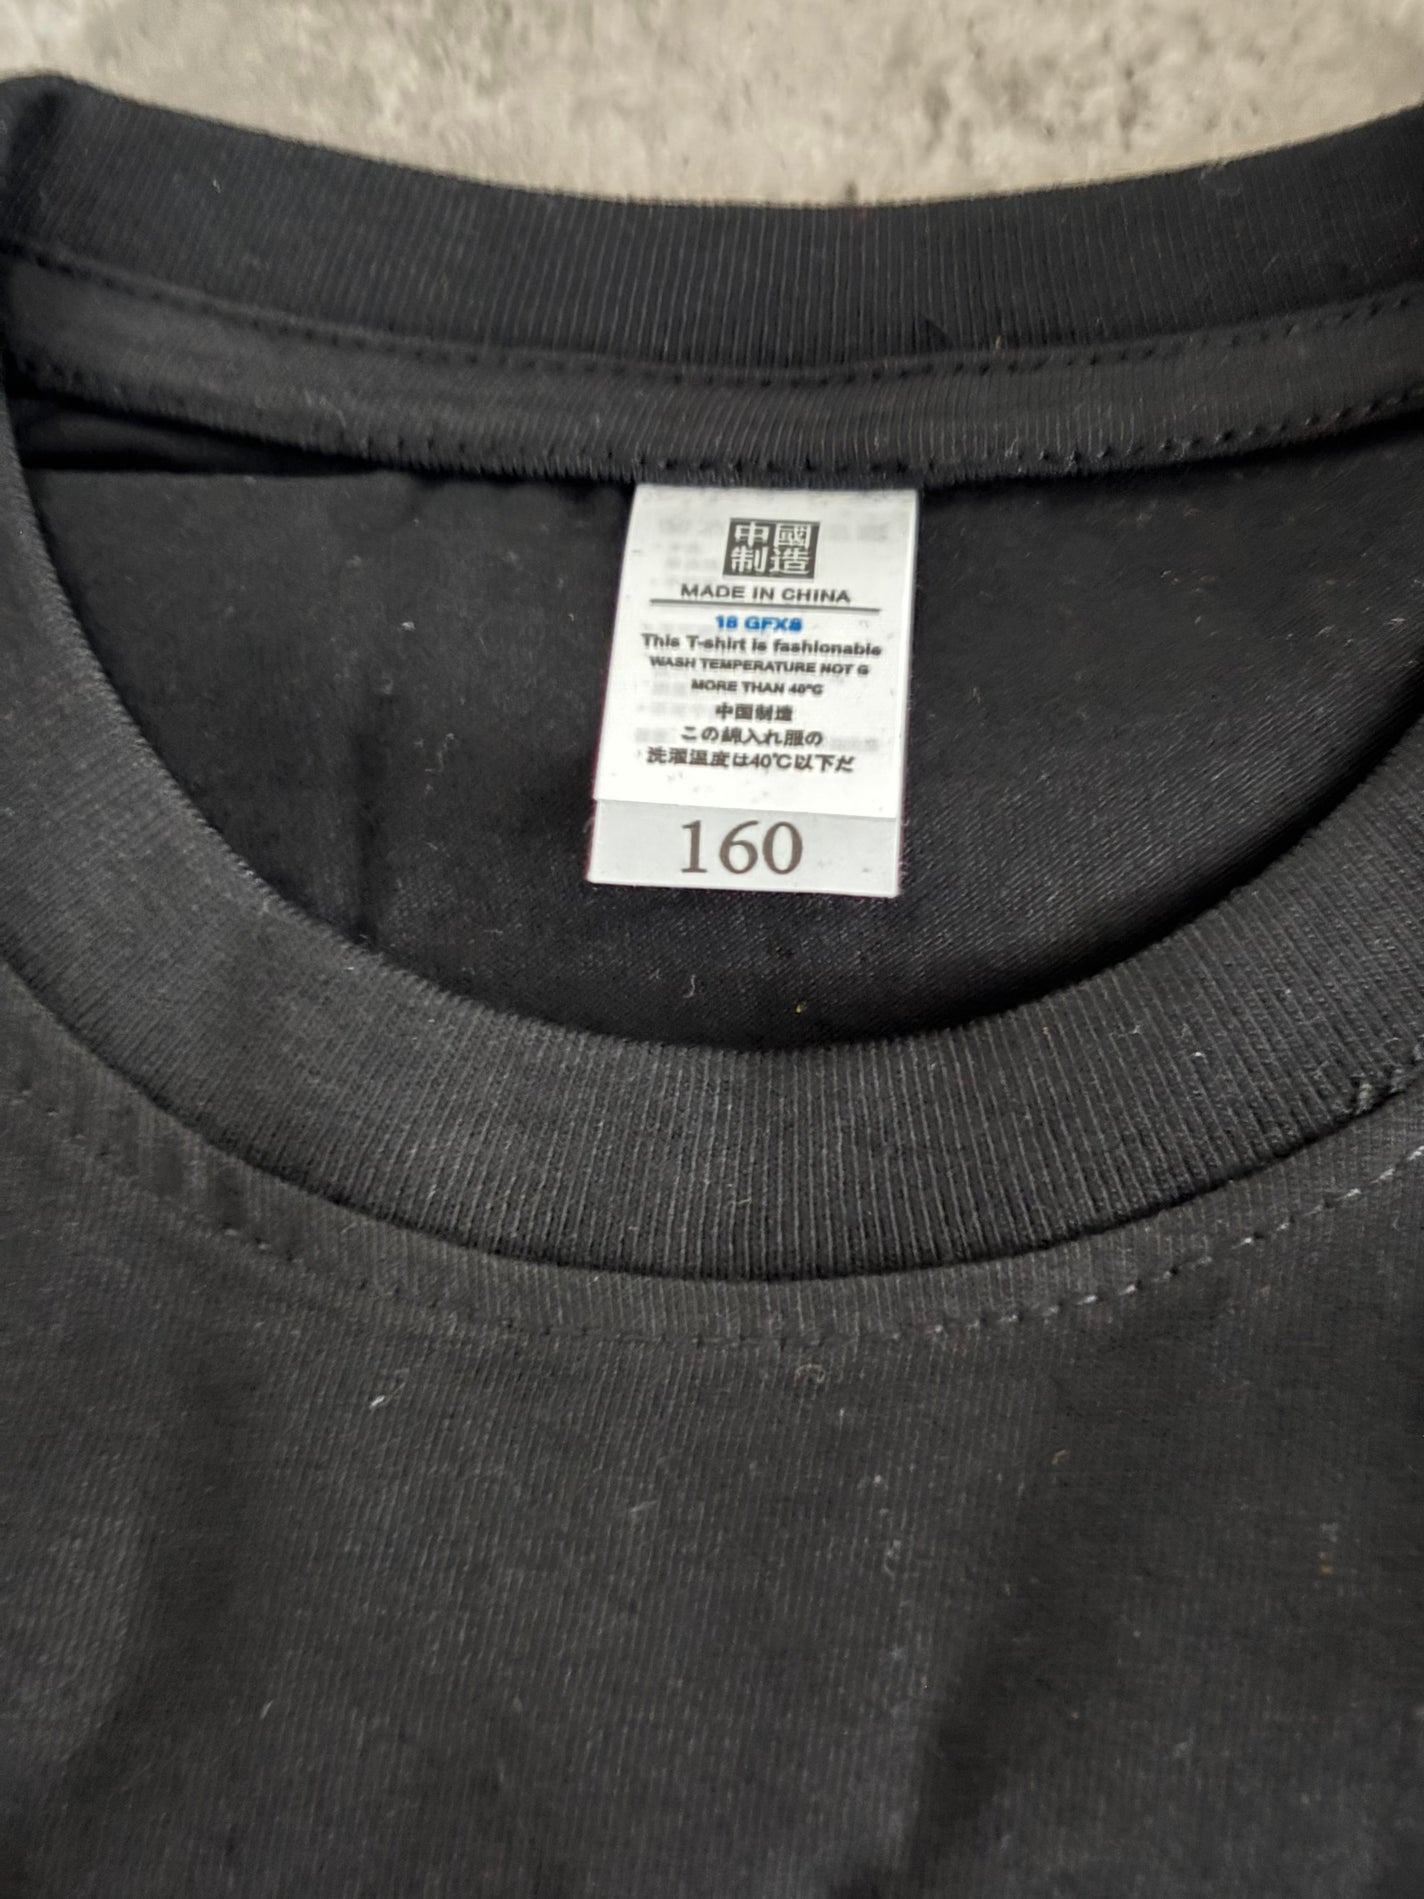 中國
制造
MADE IN CHINA
18 GFXS
This T-shirt is fashionable
WASH TEMPERATURE NOT G
MORE THAN 40°C
中国制造
この綿入れ服の
洗濯温度は40℃以下だ
160